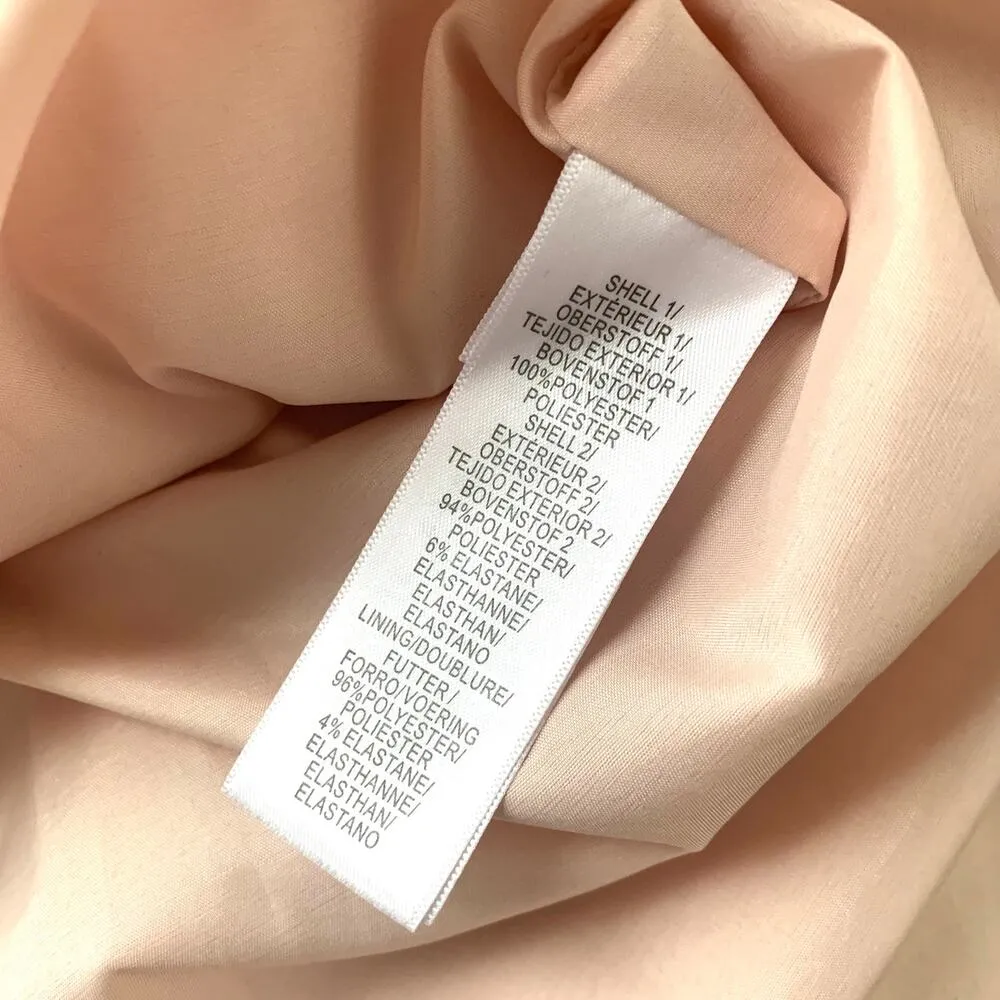 SHELL 1/
EXTÉRIEUR 1/
OBERSTOFF 1/
TEJIDO EXTERIOR 1/
BOVENSTOF 1
100%POLYESTER/
POLIESTER
SHELL 2/
EXTÉRIEUR 2/
OBERSTOFF 2/
TEJIDO EXTERIOR 2/
BOVENSTOF 2
94%POLYESTER/
POLIESTER
6% ELASTANE/
ELASTHANNE/
ELASTHAN/
ELASTANO
LINING/DOUBLURE/
FUTTER/
FORRO/VOERING
96%POLYESTER/
POLIESTER
4% ELASTANE/
ELASTHANNE/
ELASTHAN/
ELASTANO